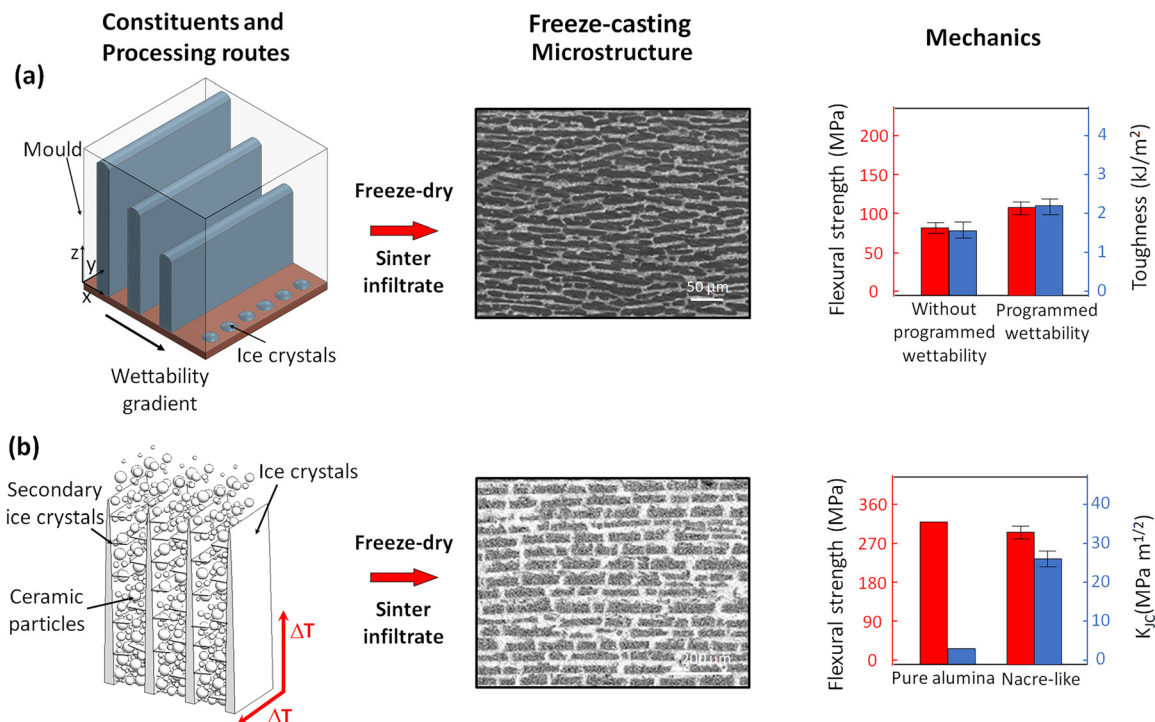 Constituents and
Processing routes
Freeze-casting
Microstructure
Mechanics
(a)
Mould
z
y
x
Wettability
gradient
Ice crystals
Freeze-dry
Sinter
infiltrate
50 μm
Flexural strength (MPa)
200
150
100
50
0
4
3
2
1
0
Toughness (kJ/m²)
Without
programmed
wettability
Programmed
wettability
(b)
Secondary
ice crystals
Ice crystals
Ceramic
particles
ΔT
ΔT
Freeze-dry
Sinter
infiltrate
200 μm
Flexural strength (MPa)
360
270
180
90
0
40
30
20
10
0
K_JC(MPa m^1/2)
Pure alumina
Nacre-like